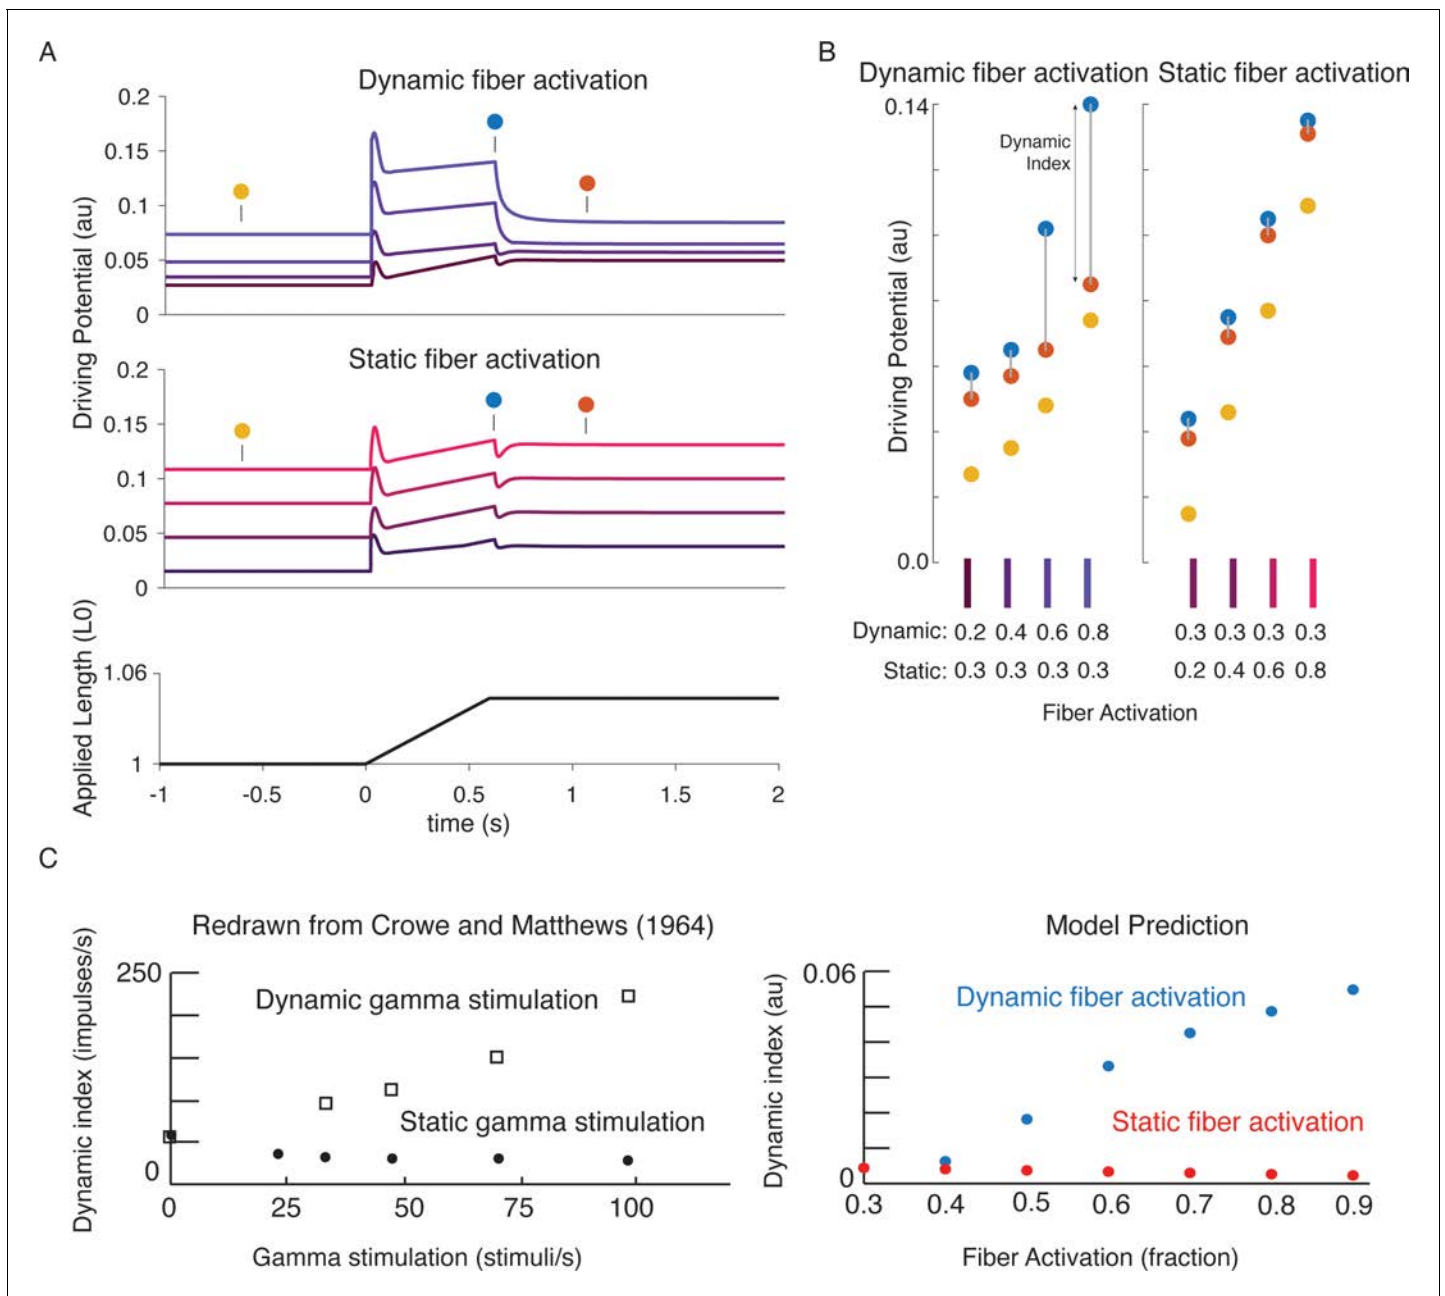 A
Dynamic fiber activation
0.2
0.15
0.1
0.05
0
Driving Potential (au)
Static fiber activation
0.2
0.15
0.1
0.05
0
Applied Length (L0)
1.06
1
-1 -0.5 0 0.5 1 1.5 2
time (s)
B
Dynamic fiber activation Static fiber activation
0.14
Dynamic
Index
Driving Potential (au)
0.0
Dynamic: 0.2 0.4 0.6 0.8 0.3 0.3 0.3 0.3
Static: 0.3 0.3 0.3 0.3 0.2 0.4 0.6 0.8
Fiber Activation
C
Redrawn from Crowe and Matthews (1964)
250
Dynamic gamma stimulation
Dynamic index (impulses/s)
Static gamma stimulation
0
0 25 50 75 100
Gamma stimulation (stimuli/s)
Model Prediction
0.06
Dynamic fiber activation
Dynamic index (au)
Static fiber activation
0
0.3 0.4 0.5 0.6 0.7 0.8 0.9
Fiber Activation (fraction)